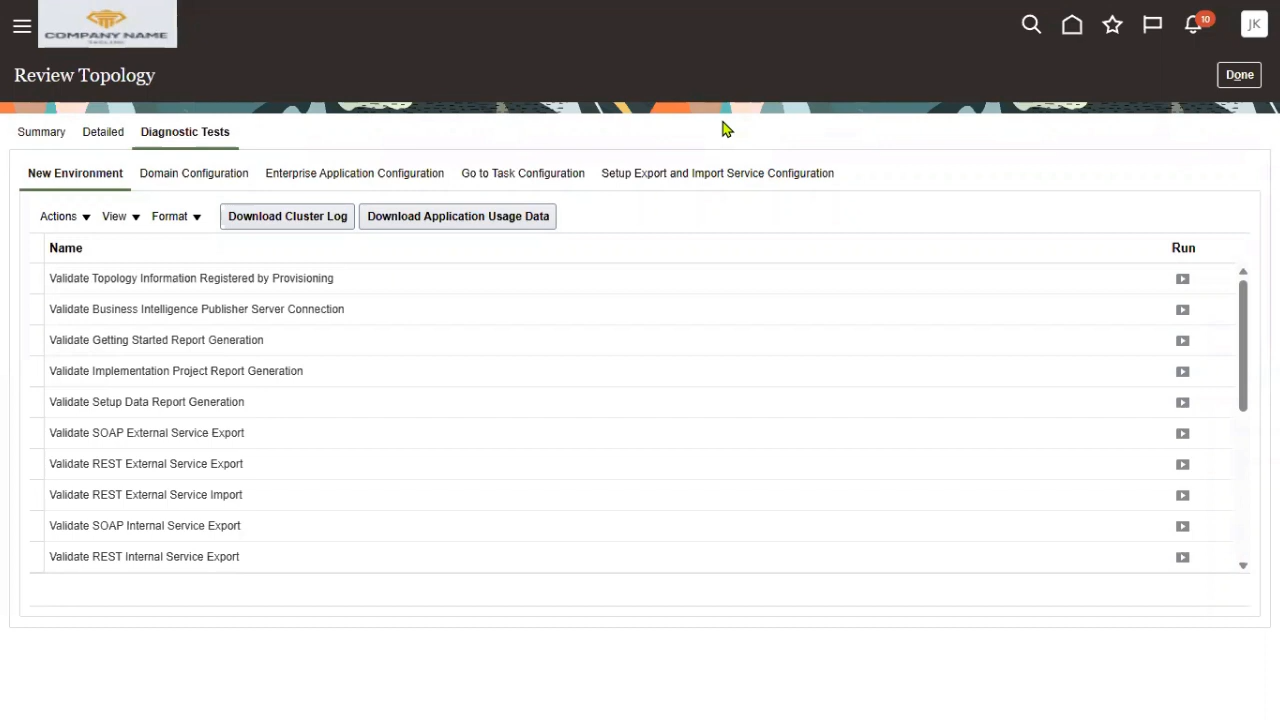 COMPANY NAME
10
JK
Review Topology
Done
Summary
Detailed
Diagnostic Tests
New Environment
Domain Configuration
Enterprise Application Configuration
Go to Task Configuration
Setup Export and Import Service Configuration
Actions
View
Format
Download Cluster Log
Download Application Usage Data
Name
Run
Validate Topology Information Registered by Provisioning
Validate Business Intelligence Publisher Server Connection
Validate Getting Started Report Generation
Validate Implementation Project Report Generation
Validate Setup Data Report Generation
Validate SOAP External Service Export
Validate REST External Service Export
Validate REST External Service Import
Validate SOAP Internal Service Export
Validate REST Internal Service Export